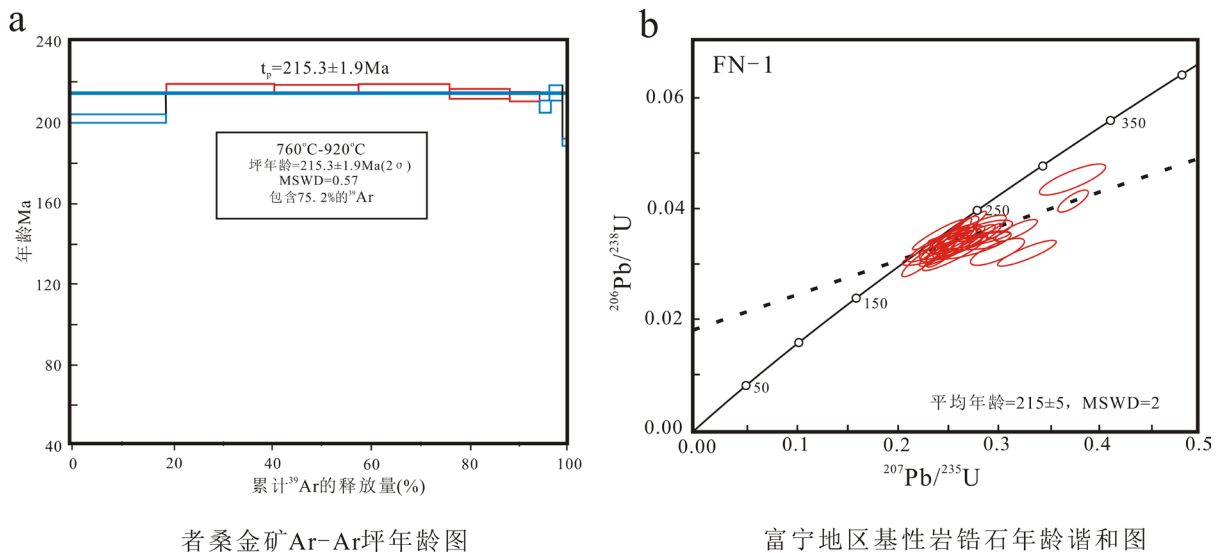 a
240
200
160
120
80
40
年龄Ma
tp=215.3±1.9Ma
760°C-920°C
坪年龄=215.3±1.9Ma(2σ)
MSWD=0.57
包含75.2%的³⁹Ar
0
20
40
60
80
100
累计³⁹Ar的释放量(%)
者桑金矿Ar-Ar坪年龄图
b
FN-1
0.06
0.04
0.02
0.00
²⁰⁶Pb/²³⁸U
350
250
150
50
平均年龄=215±5，MSWD=2
0.00
0.1
0.2
0.3
0.4
0.5
²⁰⁷Pb/²³⁵U
富宁地区基性岩锆石年龄谐和图